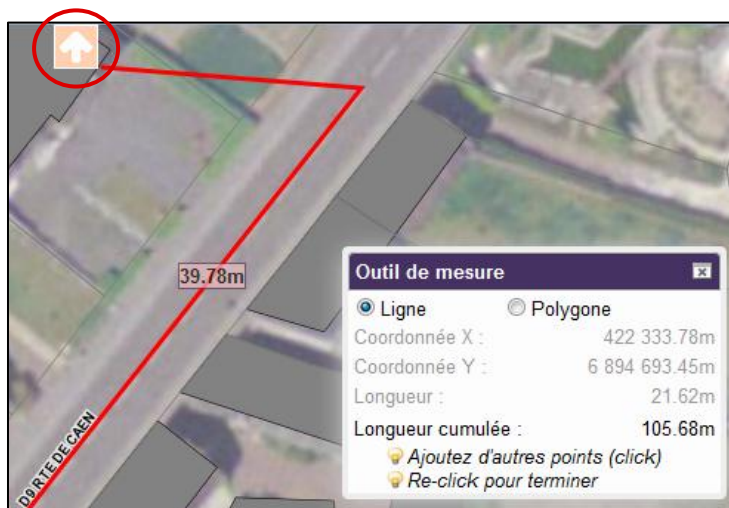 39.78m
D9 RTE DE CAEN
Outil de mesure
Ligne Polygone
Coordonnée X : 422 333.78m
Coordonnée Y : 6 894 693.45m
Longueur : 21.62m
Longueur cumulée : 105.68m
Ajoutez d'autres points (click)
Re-click pour terminer